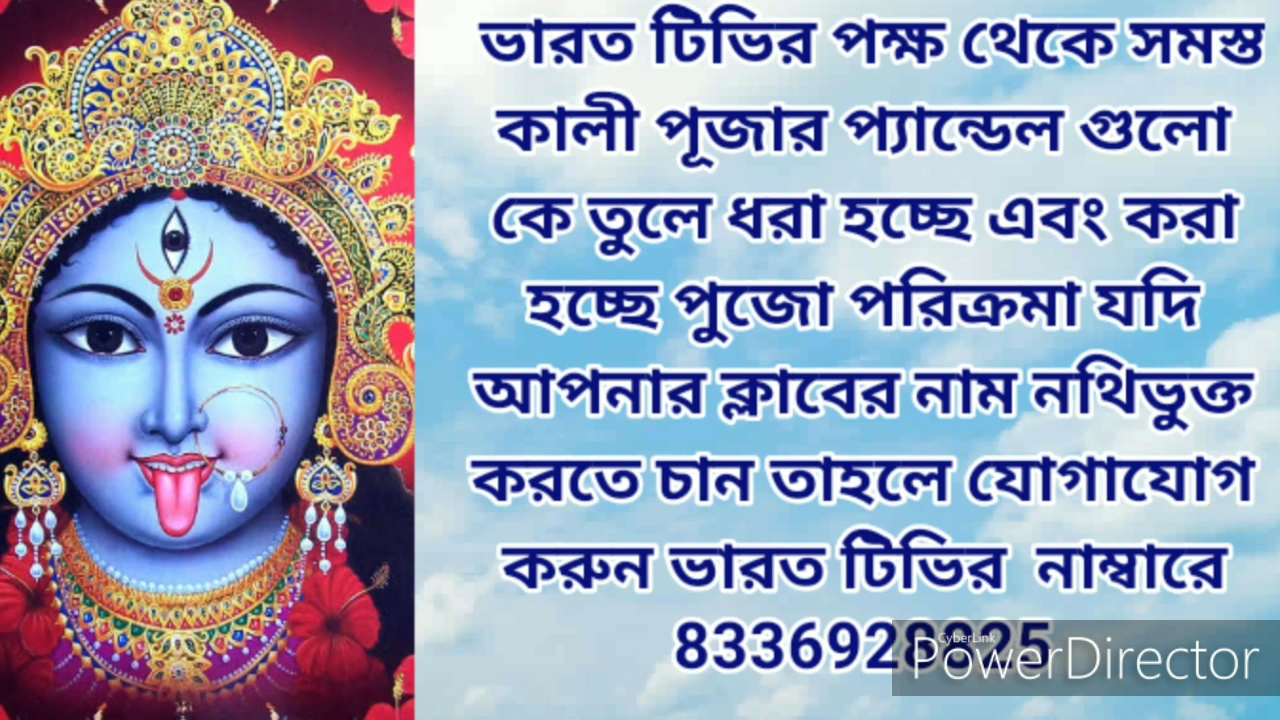 ভারত টিভির পক্ষ থেকে সমস্ত
কালী পূজার প্যান্ডেল গুলো
কে তুলে ধরা হচ্ছে এবং করা
হচ্ছে পুজো পরিক্রমা যদি
আপনার ক্লাবের নাম নথিভুক্ত
করতে চান তাহলে যোগাযোগ
করুন ভারত টিভির নাম্বারে
8336928825
CyberLink
PowerDirector